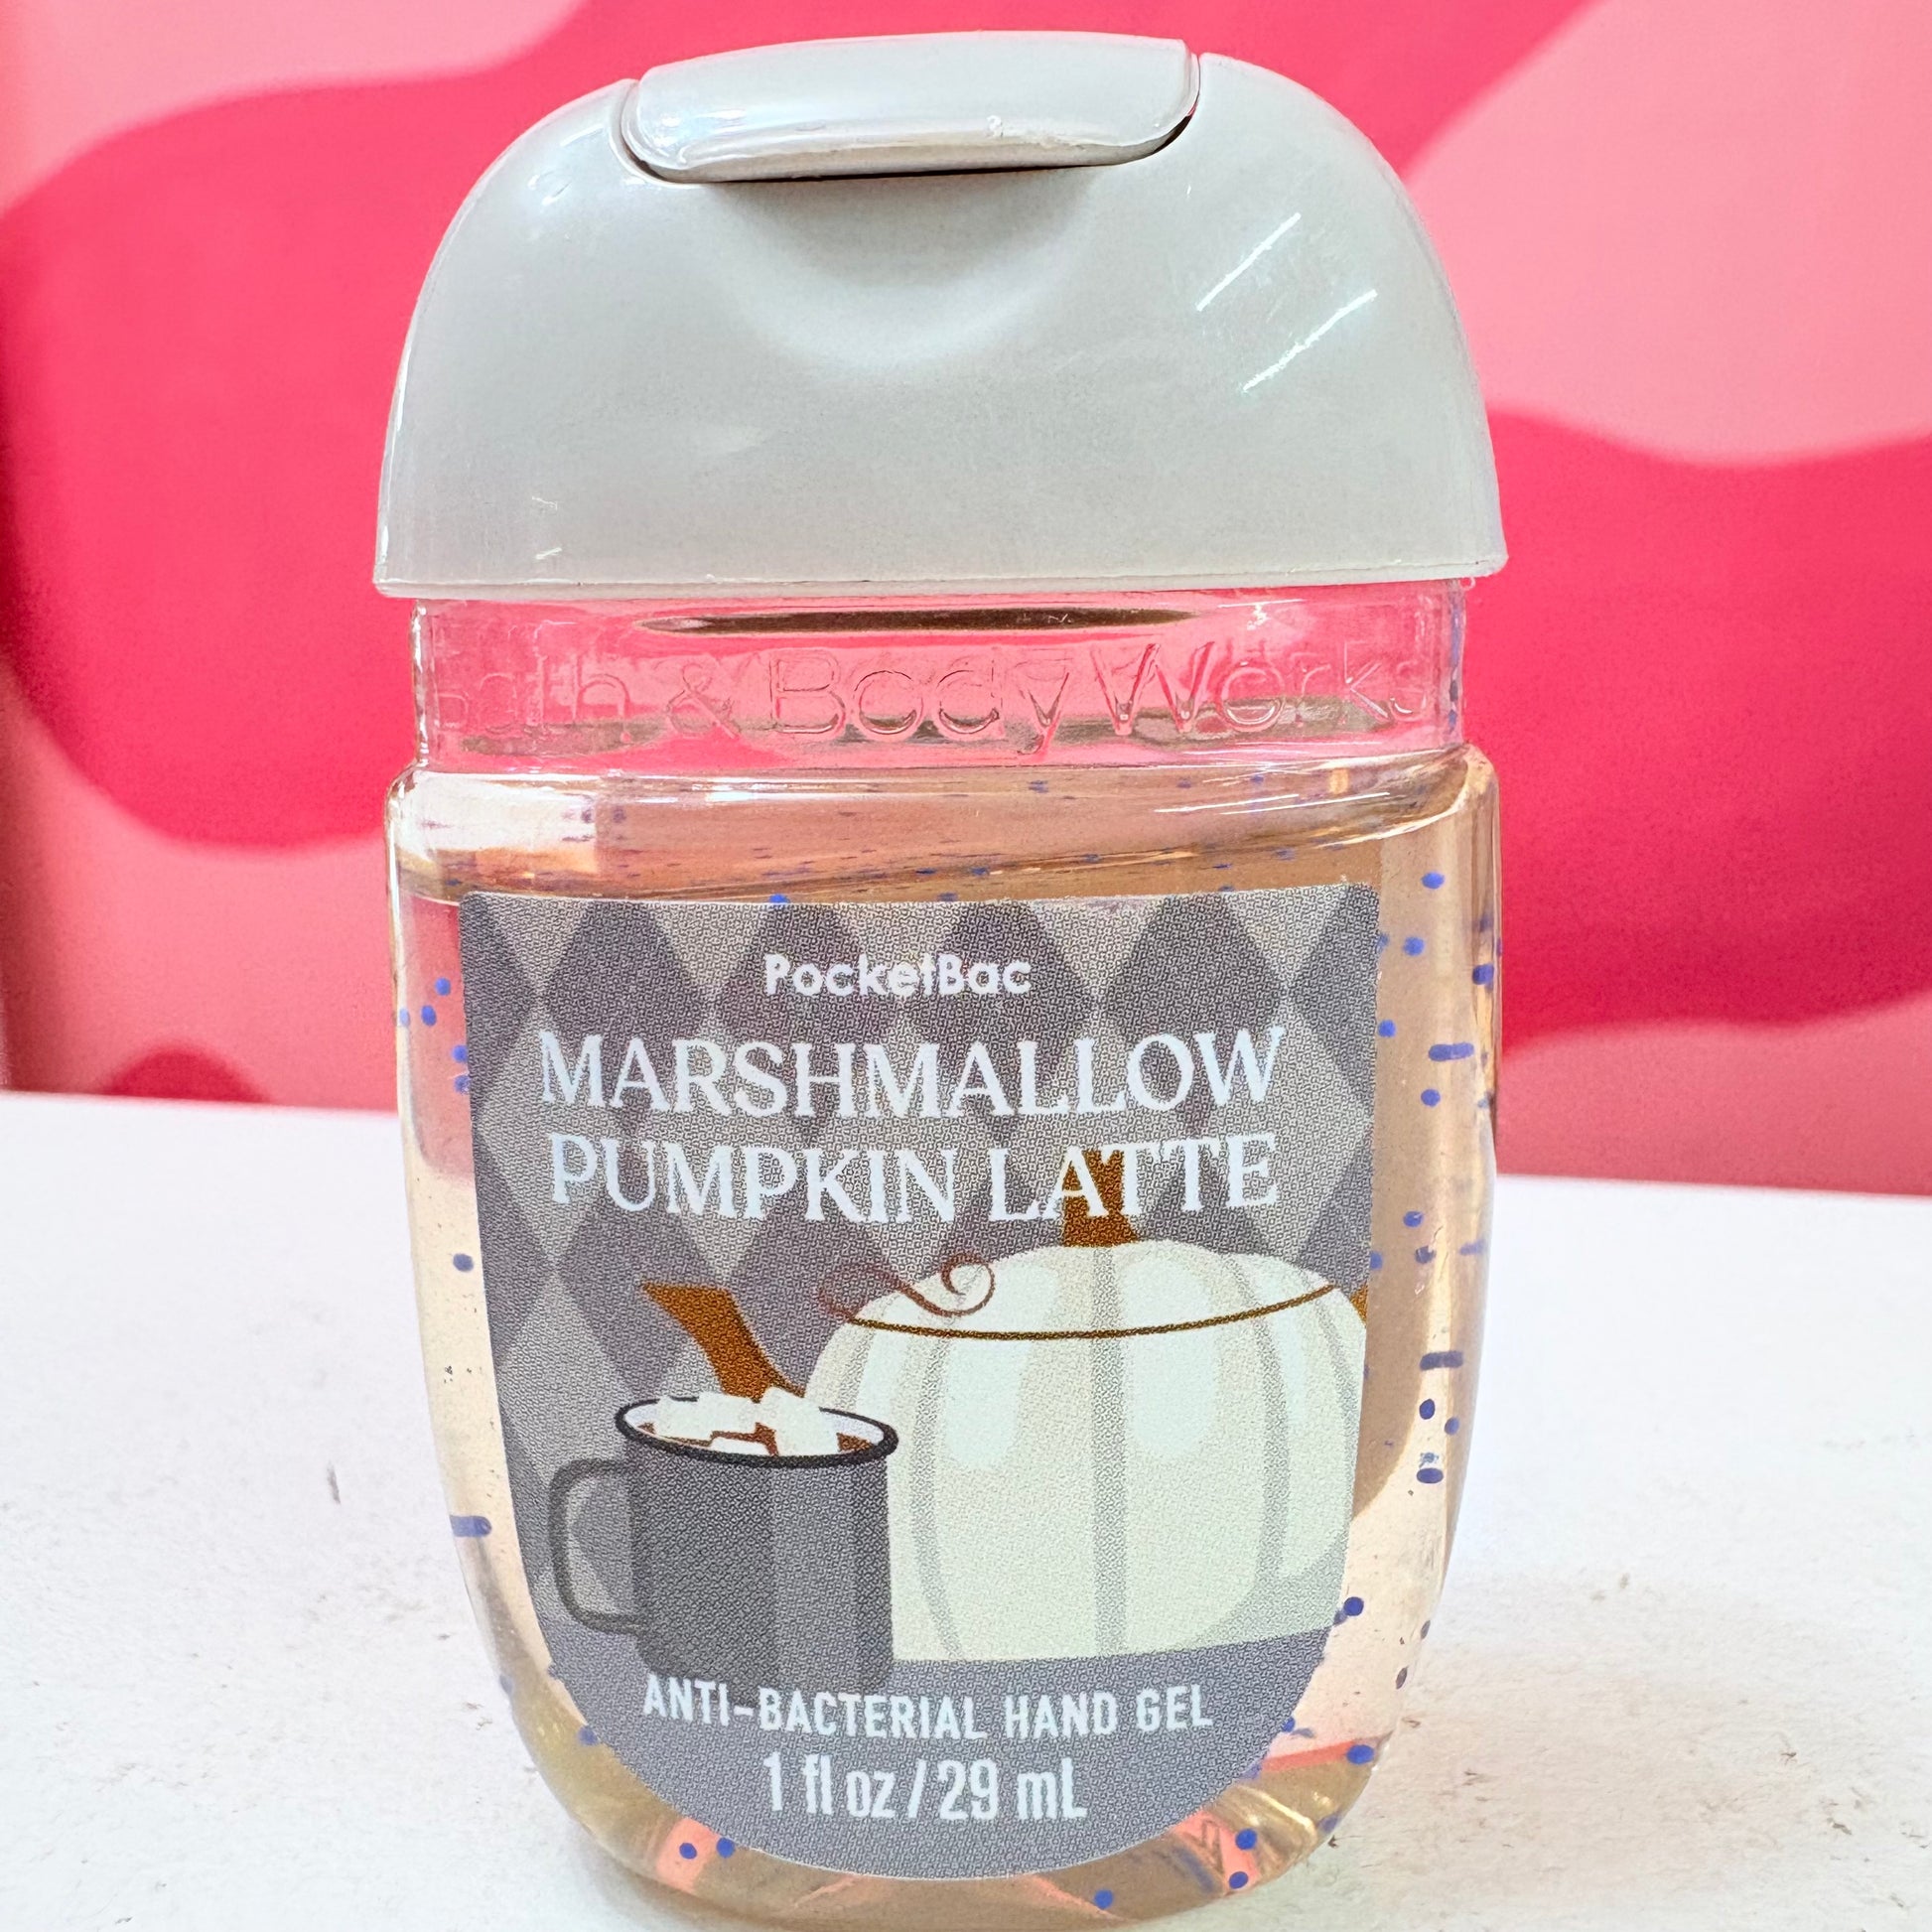 Bath & Body Works
PocketBac
MARSHMALLOW
PUMPKIN LATTE
ANTI-BACTERIAL HAND GEL
1 fl oz / 29 mL